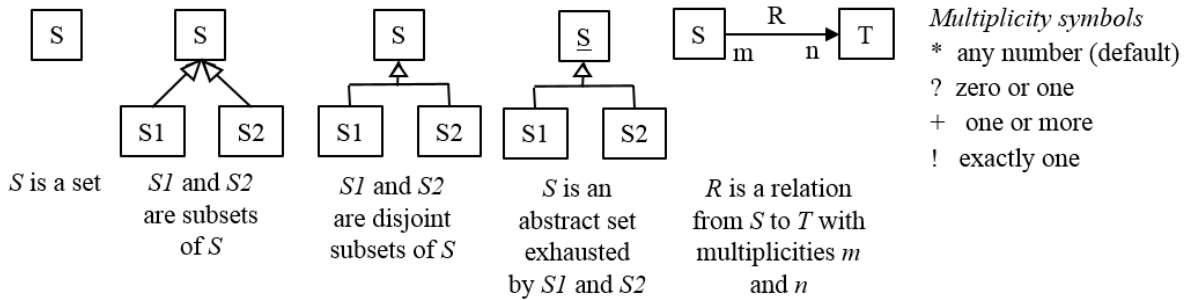 S
S
S1
S2
S
S1
S2
S
S1
S2
S
R
T
m
n
Multiplicity symbols
* any number (default)
? zero or one
+ one or more
! exactly one
S is a set
S1 and S2
are subsets
of S
S1 and S2
are disjoint
subsets of S
S is an
abstract set
exhausted
by S1 and S2
R is a relation
from S to T with
multiplicities m
and n